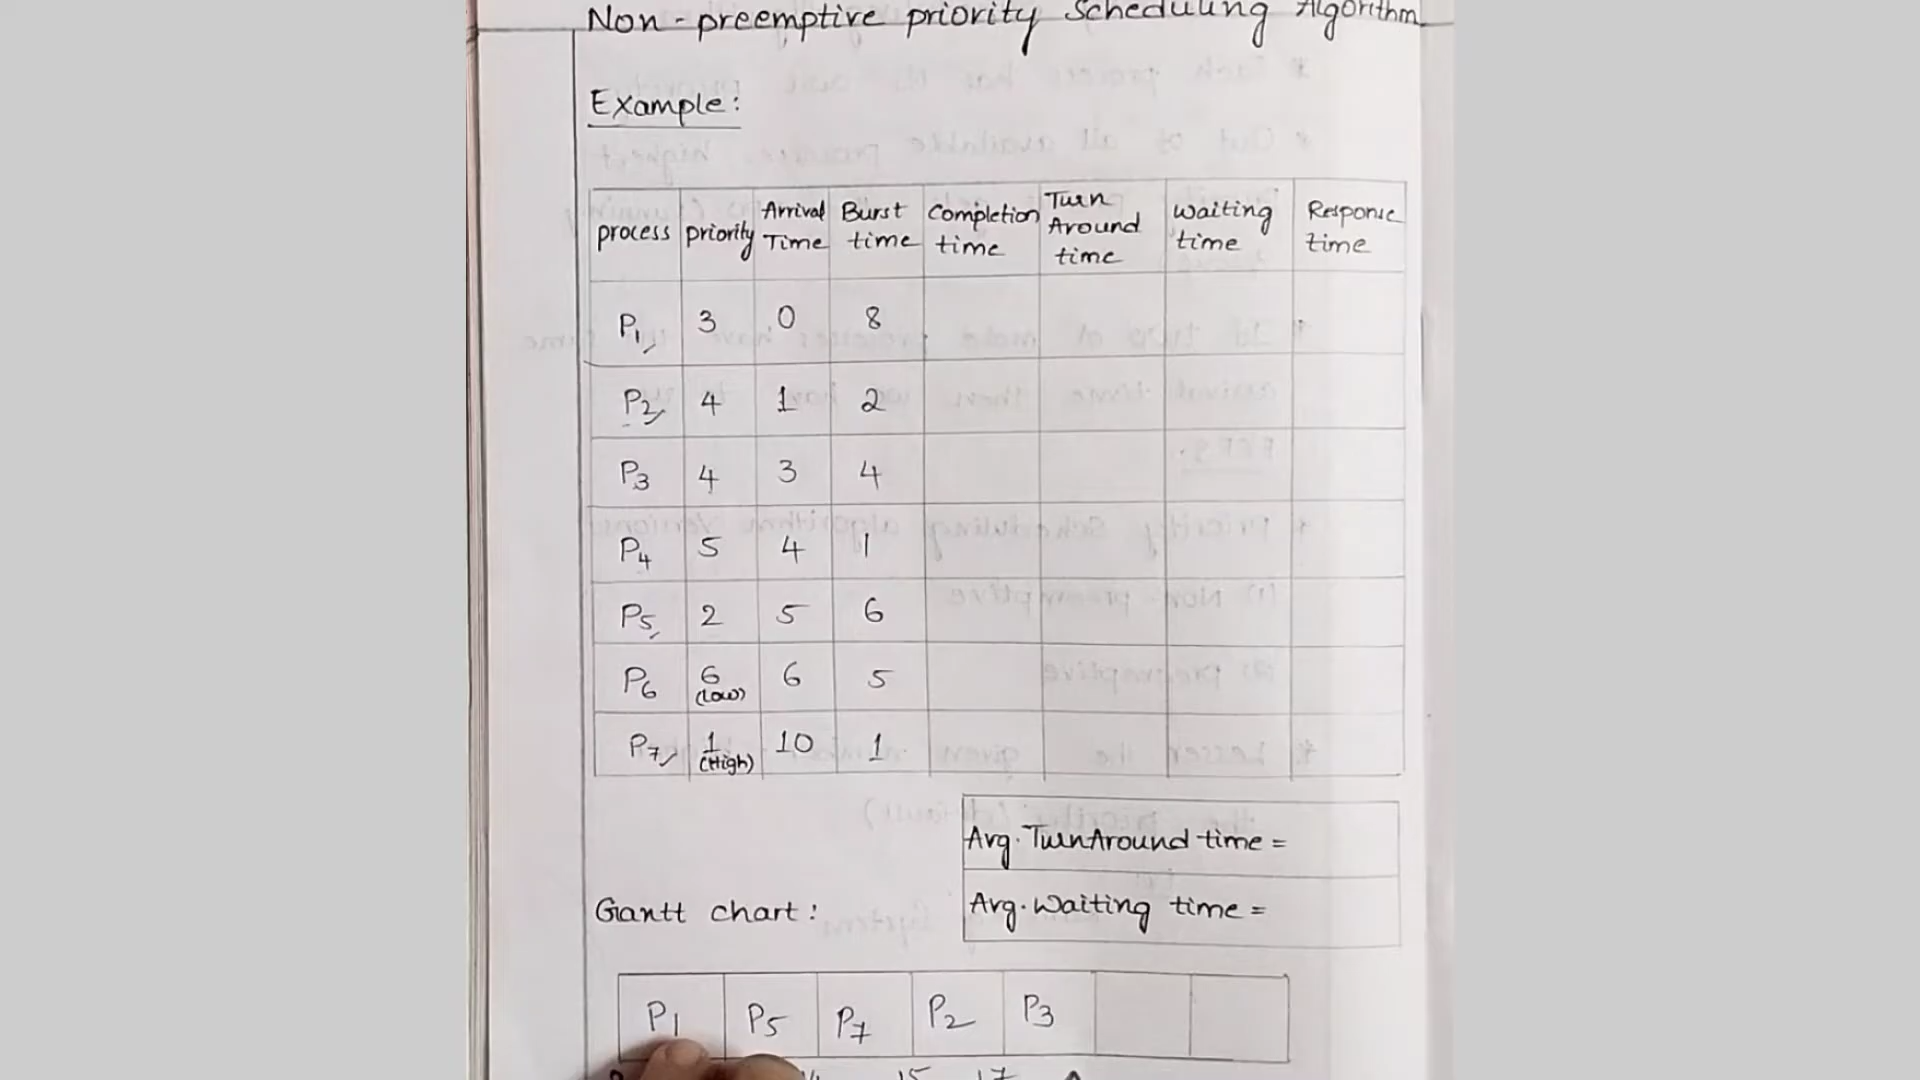 Non-preemptive priority Scheduling Algorithm
Example:
process priority Arrival Time Burst time Completion time Turn Around time Waiting time Response time
P1 3 0 8
P2 4 1 2
P3 4 3 4
P4 5 4 1
P5 2 5 6
P6 6 (Low) 6 5
P7 1 (High) 10 1
Avg. TurnAround time =
Avg. Waiting time =
Gantt chart:
P1 P5 P7 P2 P3
15 17